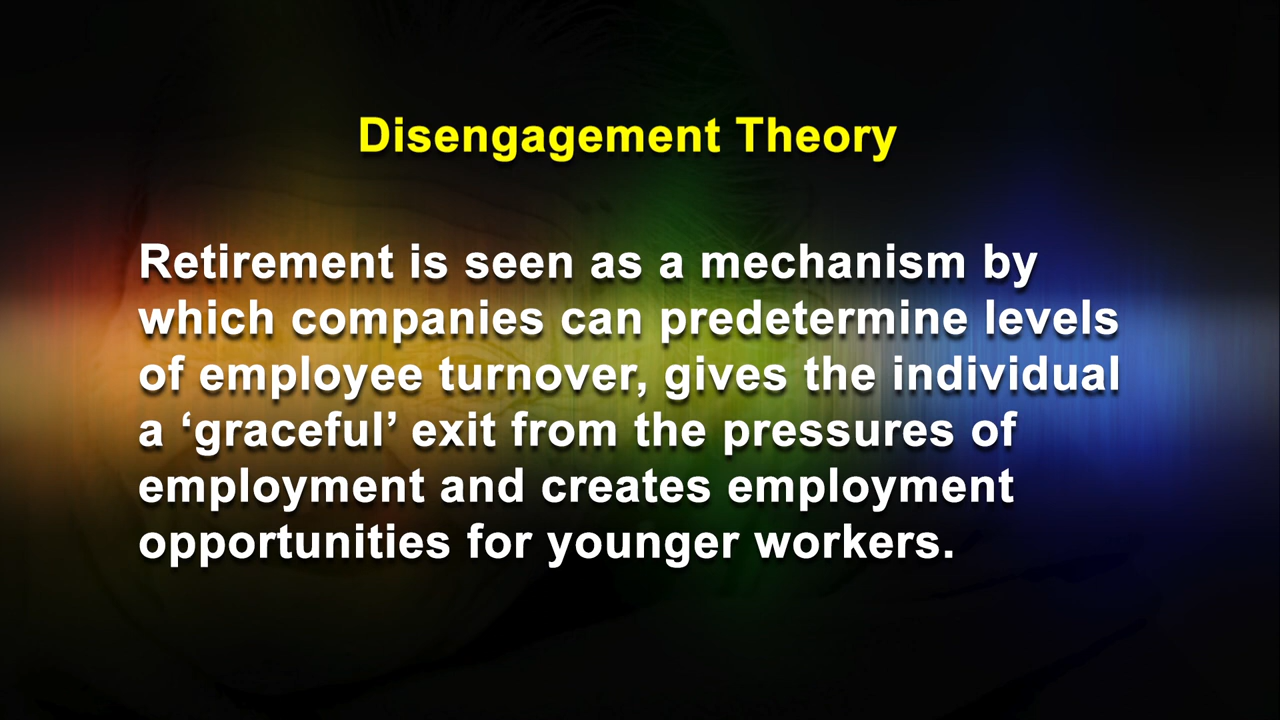 Disengagement Theory
Retirement is seen as a mechanism by
which companies can predetermine levels
of employee turnover, gives the individual
a ‘graceful’ exit from the pressures of
employment and creates employment
opportunities for younger workers.